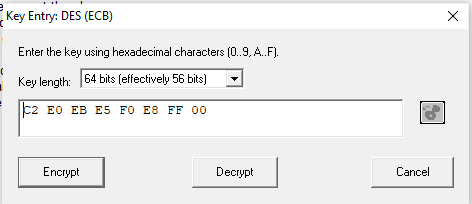 Key Entry: DES (ECB)
Enter the key using hexadecimal characters (0..9, A..F).
Key length: 64 bits (effectively 56 bits)
C2 E0 EB E5 F0 E8 FF 00
Encrypt Decrypt Cancel